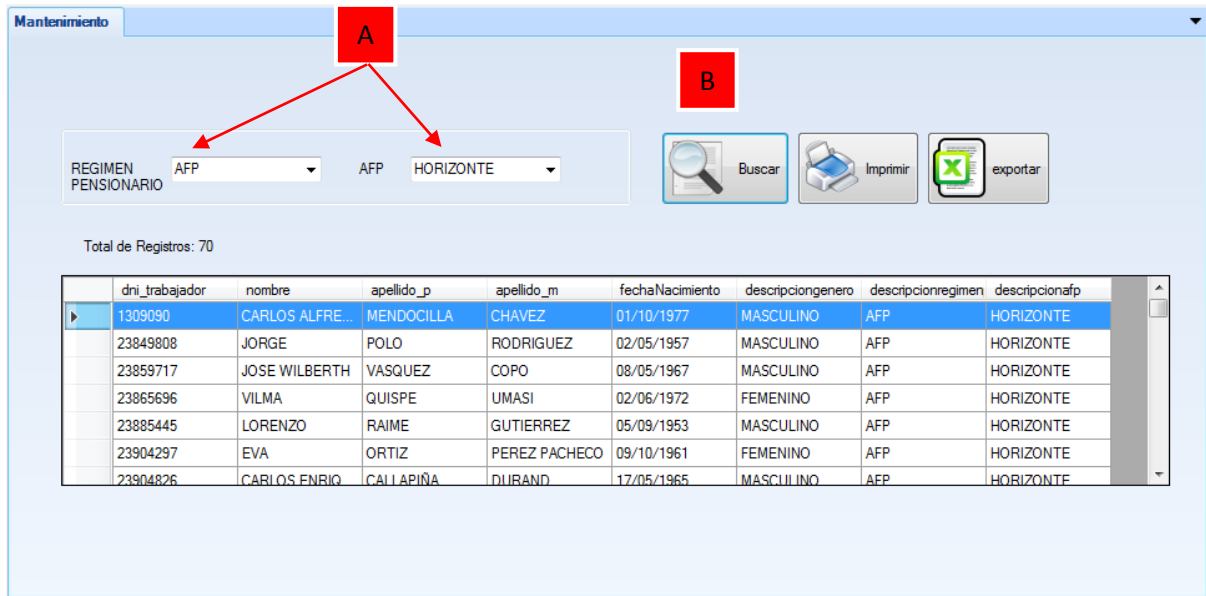 Mantenimiento
A
B
REGIMEN PENSIONARIO AFP AFP HORIZONTE Buscar Imprimir exportar
Total de Registros: 70
dni_trabajador nombre apellido_p apellido_m fechaNacimiento descripciongenero descripcionregimen descripcionafp
1309090 CARLOS ALFRE... MENDOCILLA CHAVEZ 01/10/1977 MASCULINO AFP HORIZONTE
23849808 JORGE POLO RODRIGUEZ 02/05/1957 MASCULINO AFP HORIZONTE
23859717 JOSE WILBERTH VASQUEZ COPO 08/05/1967 MASCULINO AFP HORIZONTE
23865696 VILMA QUISPE UMASI 02/06/1972 FEMENINO AFP HORIZONTE
23885445 LORENZO RAIME GUTIERREZ 05/09/1953 MASCULINO AFP HORIZONTE
23904297 EVA ORTIZ PEREZ PACHECO 09/10/1961 FEMENINO AFP HORIZONTE
23904826 CARLOS ENRIQ CALLAPIÑA DURAND 17/05/1965 MASCULINO AFP HORIZONTE